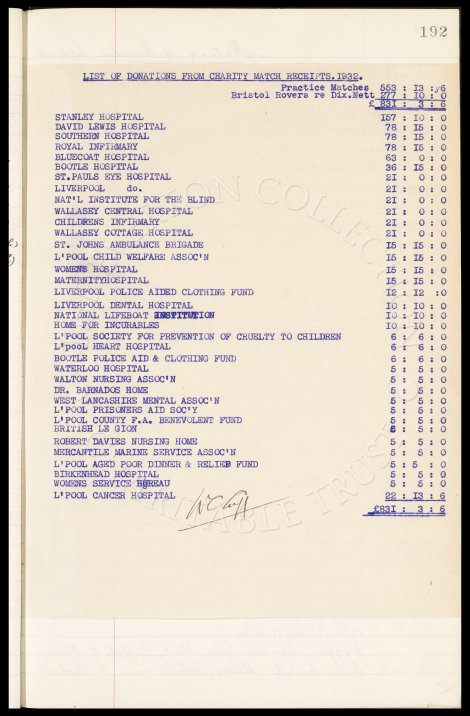 192
LIST OF DONATIONS FROM CHARITY MATCH RECEIPTS.1932.
Practice Matches 553 : 13 : 6
Bristol Rovers re Dix.Nett 277 : 10 : 0
£ 831 : 3 : 6
STANLEY HOSPITAL 157 : 10 : 0
DAVID LEWIS HOSPITAL 78 : 15 : 0
SOUTHERN HOSPITAL 78 : 15 : 0
ROYAL INFIRMARY 78 : 15 : 0
BLUECOAT HOSPITAL 63 : 0 : 0
BOOTLE HOSPITAL 36 : 15 : 0
ST.PAULS EYE HOSPITAL 21 : 0 : 0
LIVERPOOL do. 21 : 0 : 0
NAT'L INSTITUTE FOR THE BLIND 21 : 0 : 0
WALLASEY CENTRAL HOSPITAL 21 : 0 : 0
CHILDRENS INFIRMARY 21 : 0 : 0
WALLASEY COTTAGE HOSPITAL 21 : 0 : 0
ST. JOHNS AMBULANCE BRIGADE 15 : 15 : 0
L'POOL CHILD WELFARE ASSOC'N 15 : 15 : 0
WOMENS HOSPITAL 15 : 15 : 0
MATERNITYHOSPITAL 15 : 15 : 0
LIVERPOOL POLICE AIDED CLOTHING FUND 12 : 12 :0
LIVERPOOL DENTAL HOSPITAL 10 : 10 : 0
NATIONAL LIFEBOAT INSTITUTION 10 : 10 : 0
HOME FOR INCURABLES 10 : 10 : 0
L'POOL SOCIETY FOR PREVENTION OF CRUELTY TO CHILDREN 6 : 6 : 0
L'pool HEART HOSPITAL 6 : 6 : 0
BOOTLE POLICE AID & CLOTHING FUND 6 : 6 : 0
WATERLOO HOSPITAL 5 : 5 : 0
WALTON NURSING ASSOC'N 5 : 5 : 0
DR. BARNADOS HOME 5 : 5 : 0
WEST LANCASHIRE MENTAL ASSOC'N 5 : 5 : 0
L'POOL PRISONERS AID SOC'Y 5 : 5 : 0
L'POOL COUNTY F.A. BENEVOLENT FUND 5 : 5 : 0
BRITISH LE GION 5 : 5 : 0
ROBERT DAVIES NURSING HOME 5 : 5 : 0
MERCANTILE MARINE SERVICE ASSOC'N 5 : 5 : 0
L'POOL AGED POOR DINNER & RELIEF FUND 5 : 5 : 0
BIRKENHEAD HOSPITAL 5 : 5 : 0
WOMENS SERVICE BUREAU 5 : 5 : 0
L'POOL CANCER HOSPITAL 22 : 13 : 6
£831 : 3 : 6